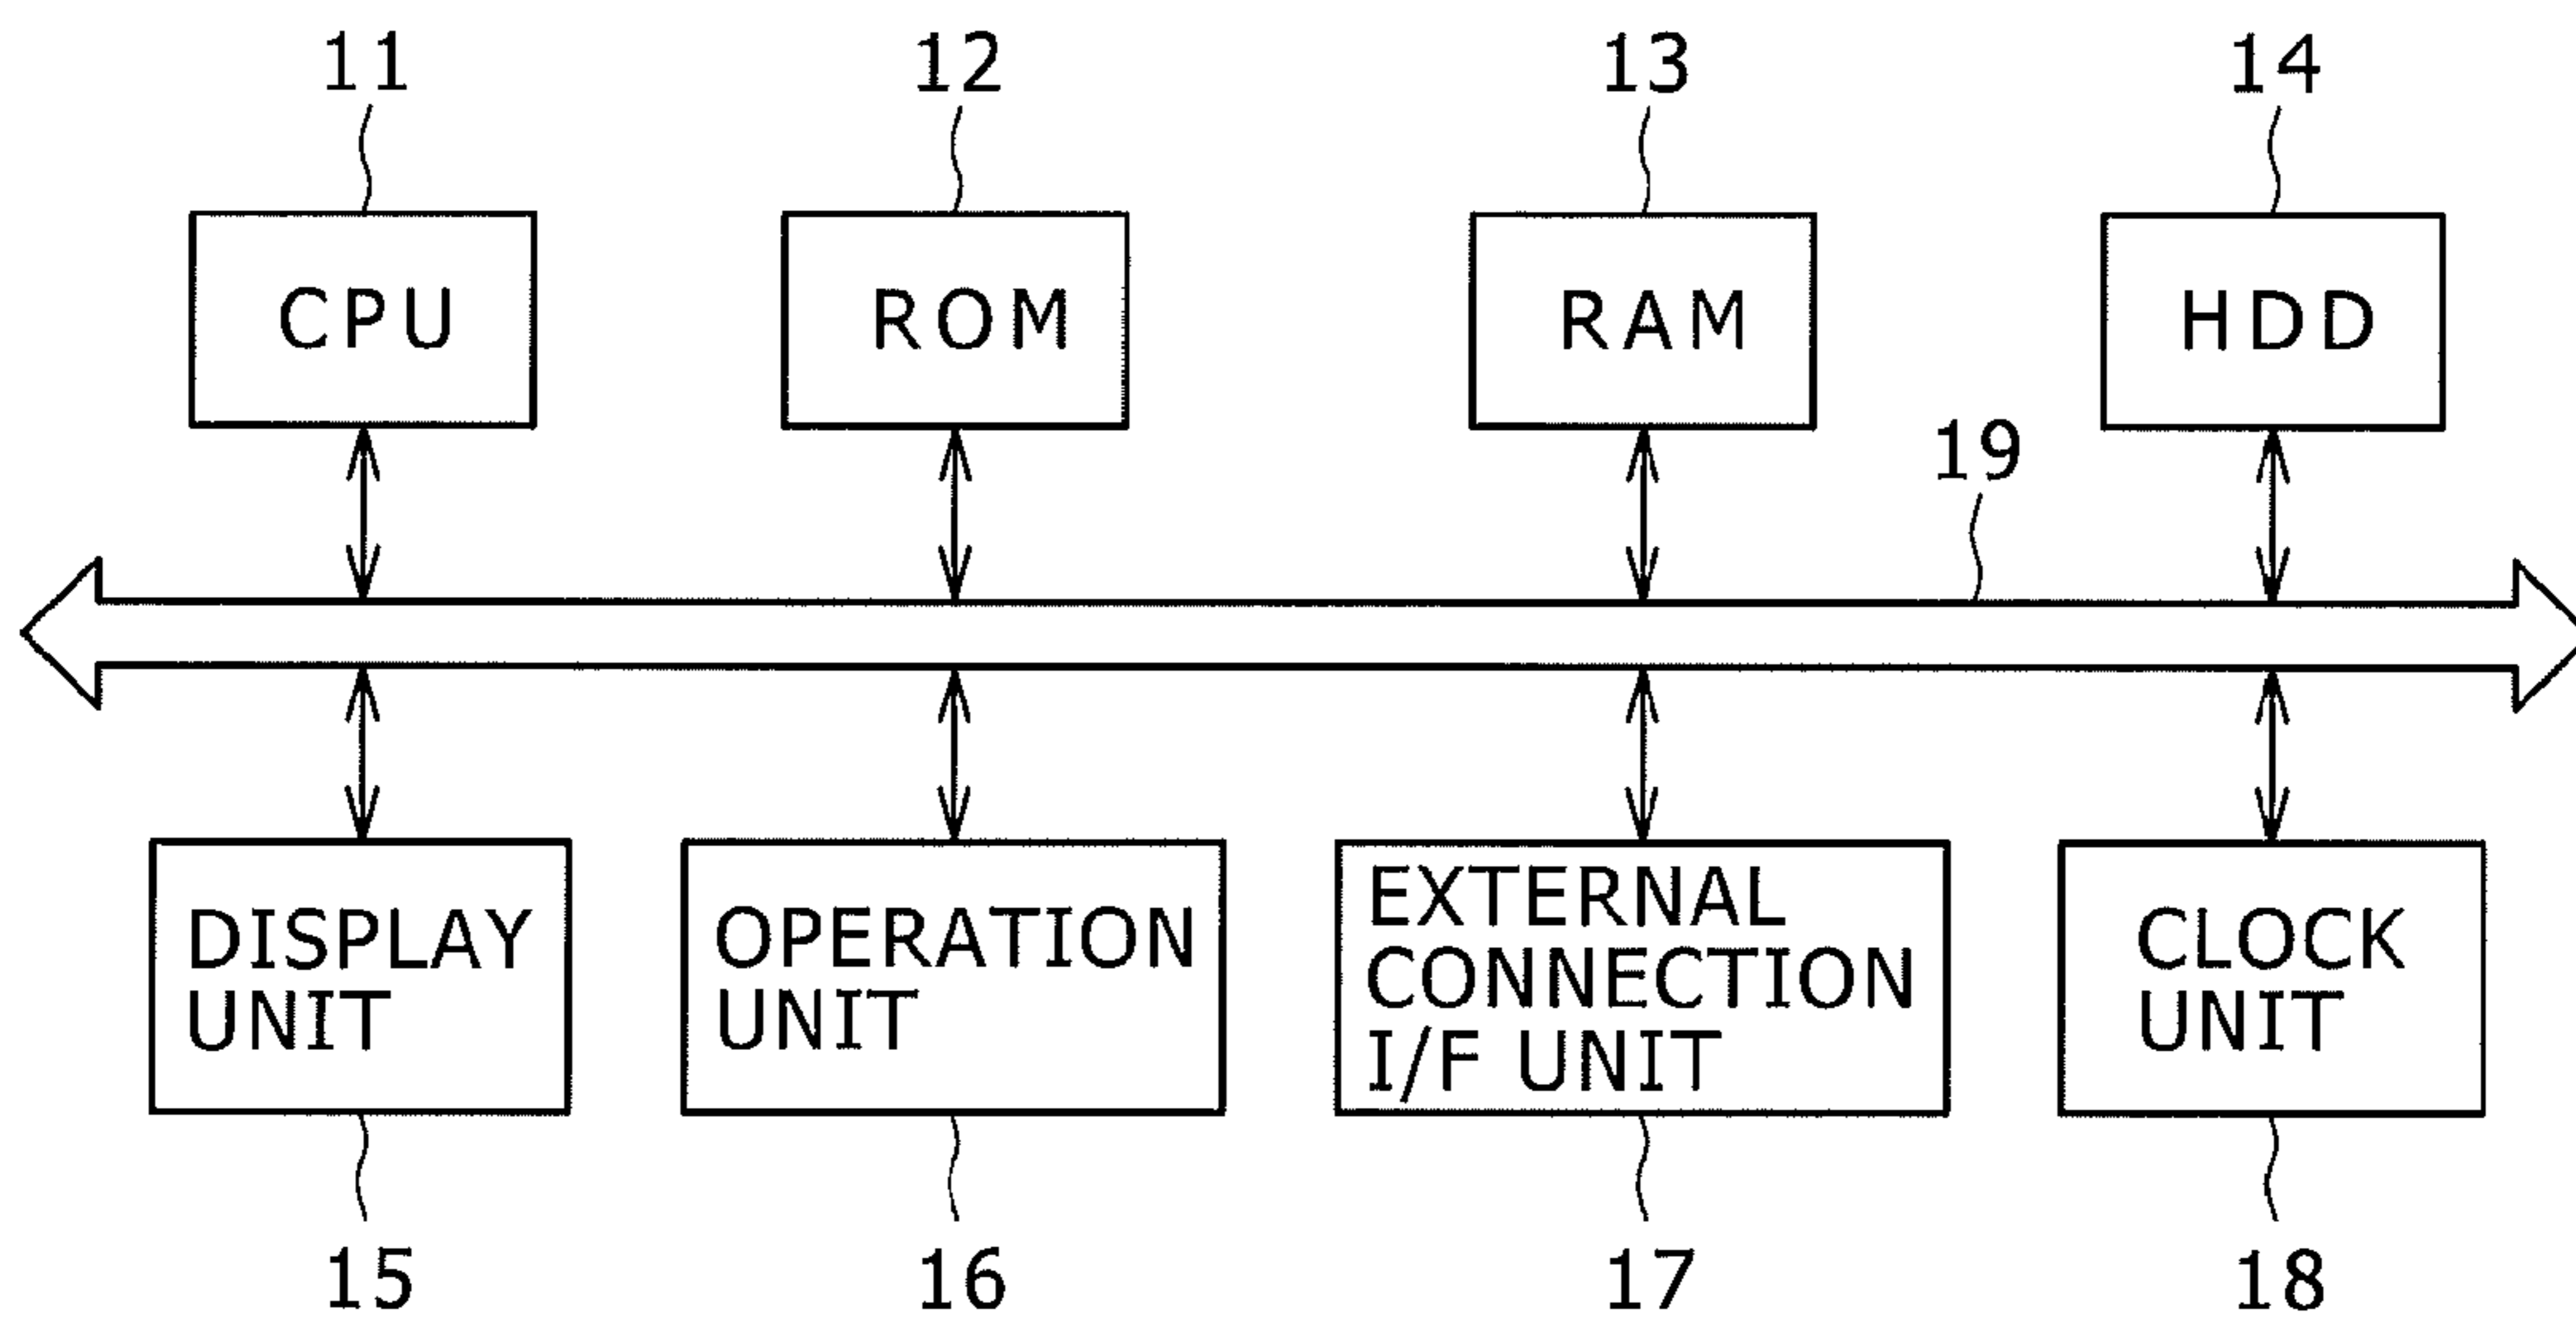 11
12
13
14
CPU
ROM
RAM
HDD
19
DISPLAY
UNIT
OPERATION
UNIT
EXTERNAL
CONNECTION
I/F UNIT
CLOCK
UNIT
15
16
17
18